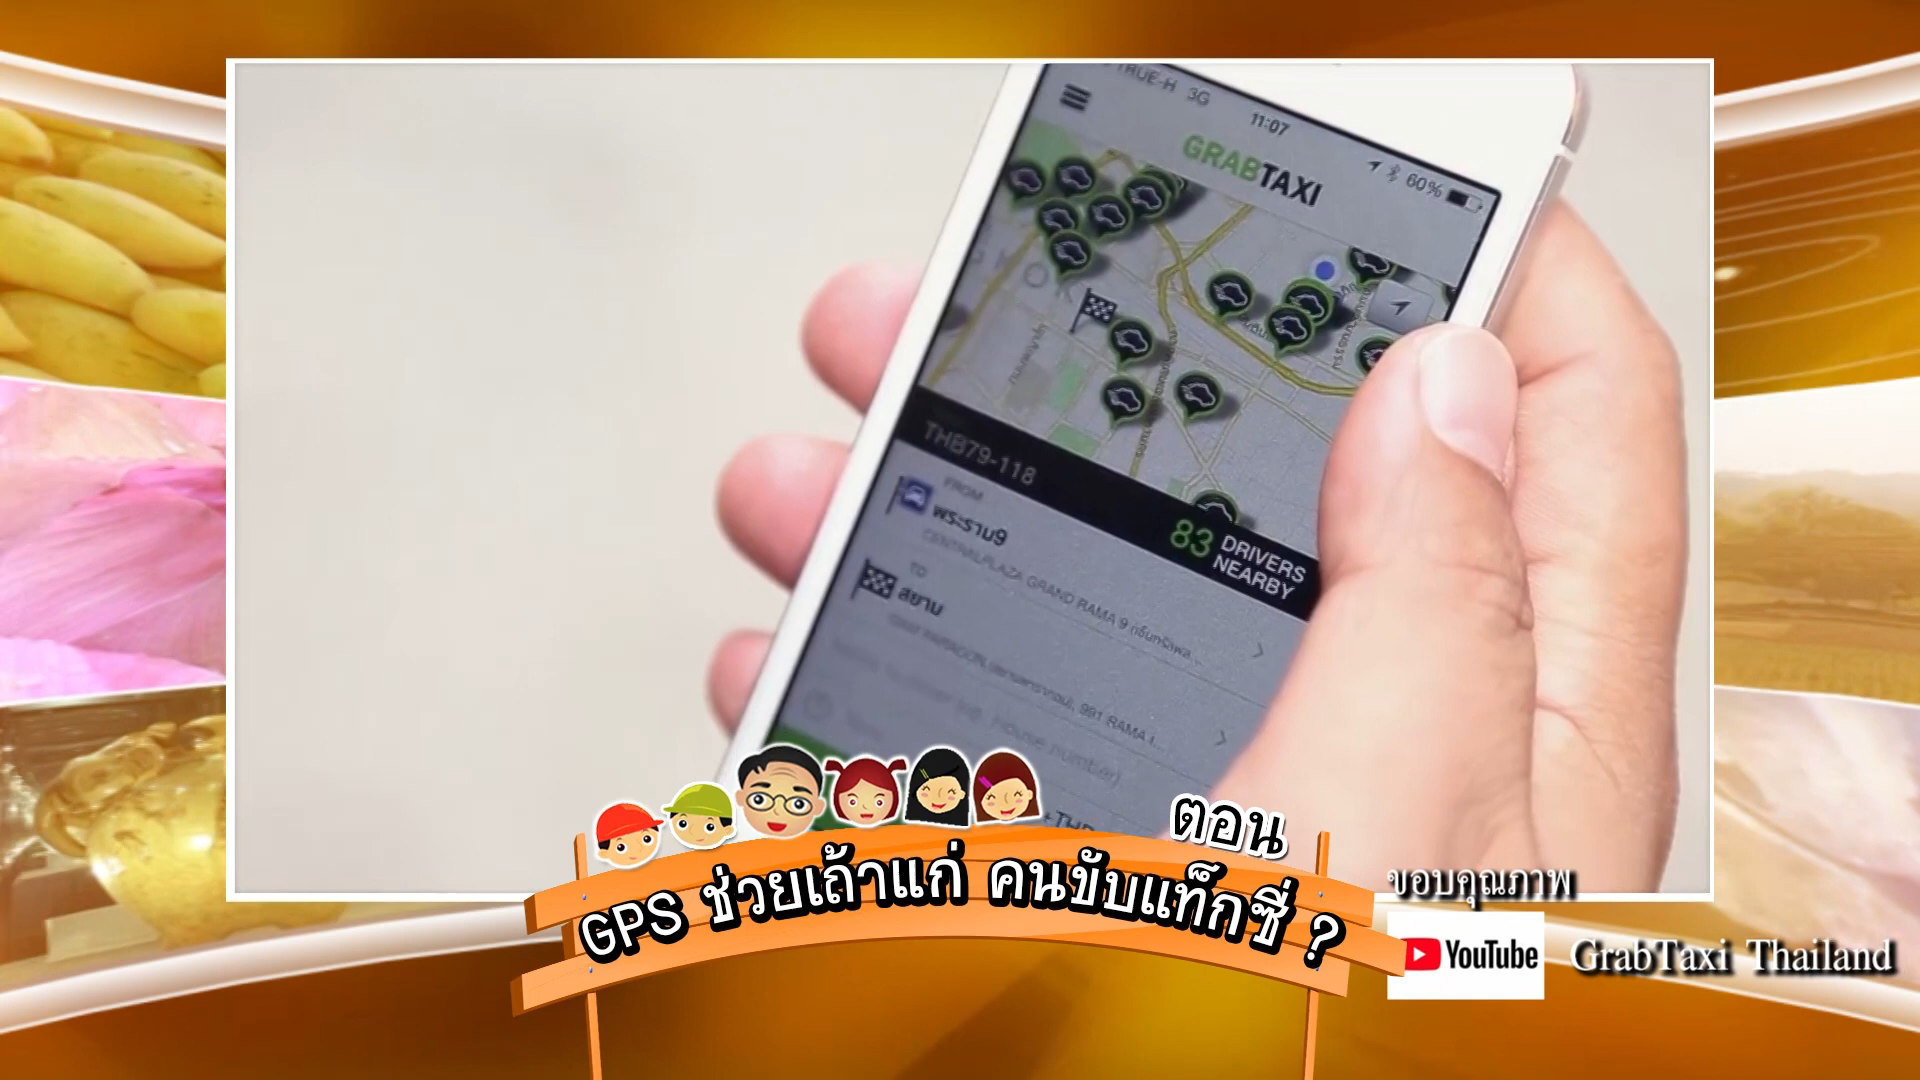 TRUE-H 3G
11:07
60%
GRABTAXI
THB79-118
83 DRIVERS
NEARBY
FROM
พระราม9
CENTRALPLAZA GRAND RAMA 9
TO
สยาม
991 RAMA I...
ตอน
GPS ช่วยเถ้าแก่ คนขับแท็กซี่ ?
ขอบคุณภาพ
YouTube
GrabTaxi Thailand